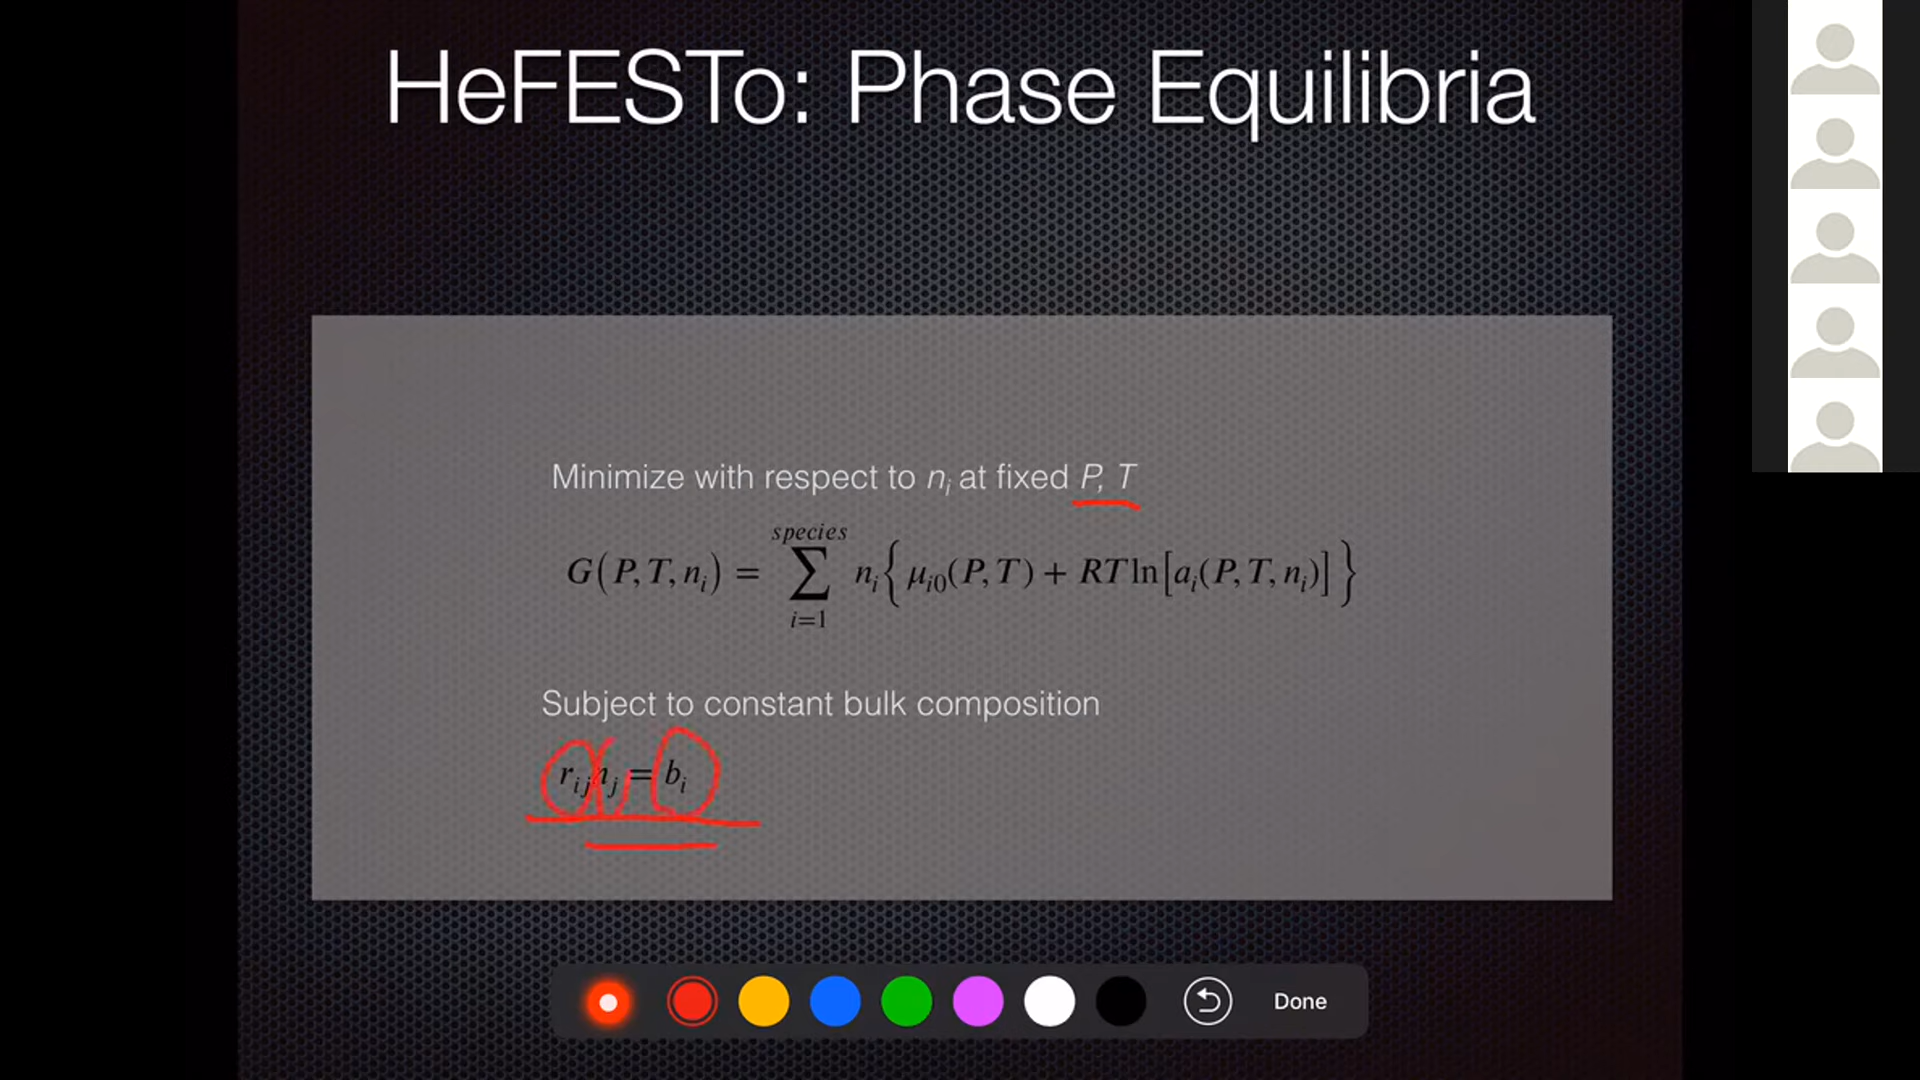 HeFESTo: Phase Equilibria
Minimize with respect to nᵢ at fixed P, T
G(P, T, nᵢ) = ∑_{i=1}^{species} nᵢ{μᵢ₀(P, T) + RT ln[aᵢ(P, T, nᵢ)]}
Subject to constant bulk composition
rᵢⱼnⱼ = bᵢ
Done